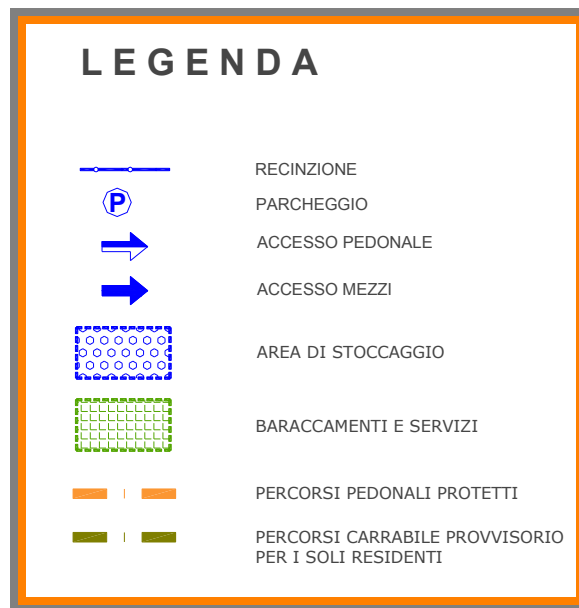 LEGENDA
RECINZIONE
P PARCHEGGIO
ACCESSO PEDONALE
ACCESSO MEZZI
AREA DI STOCCAGGIO
BARACCAMENTI E SERVIZI
PERCORSI PEDONALI PROTETTI
PERCORSI CARRABILE PROVVISORIO
PER I SOLI RESIDENTI